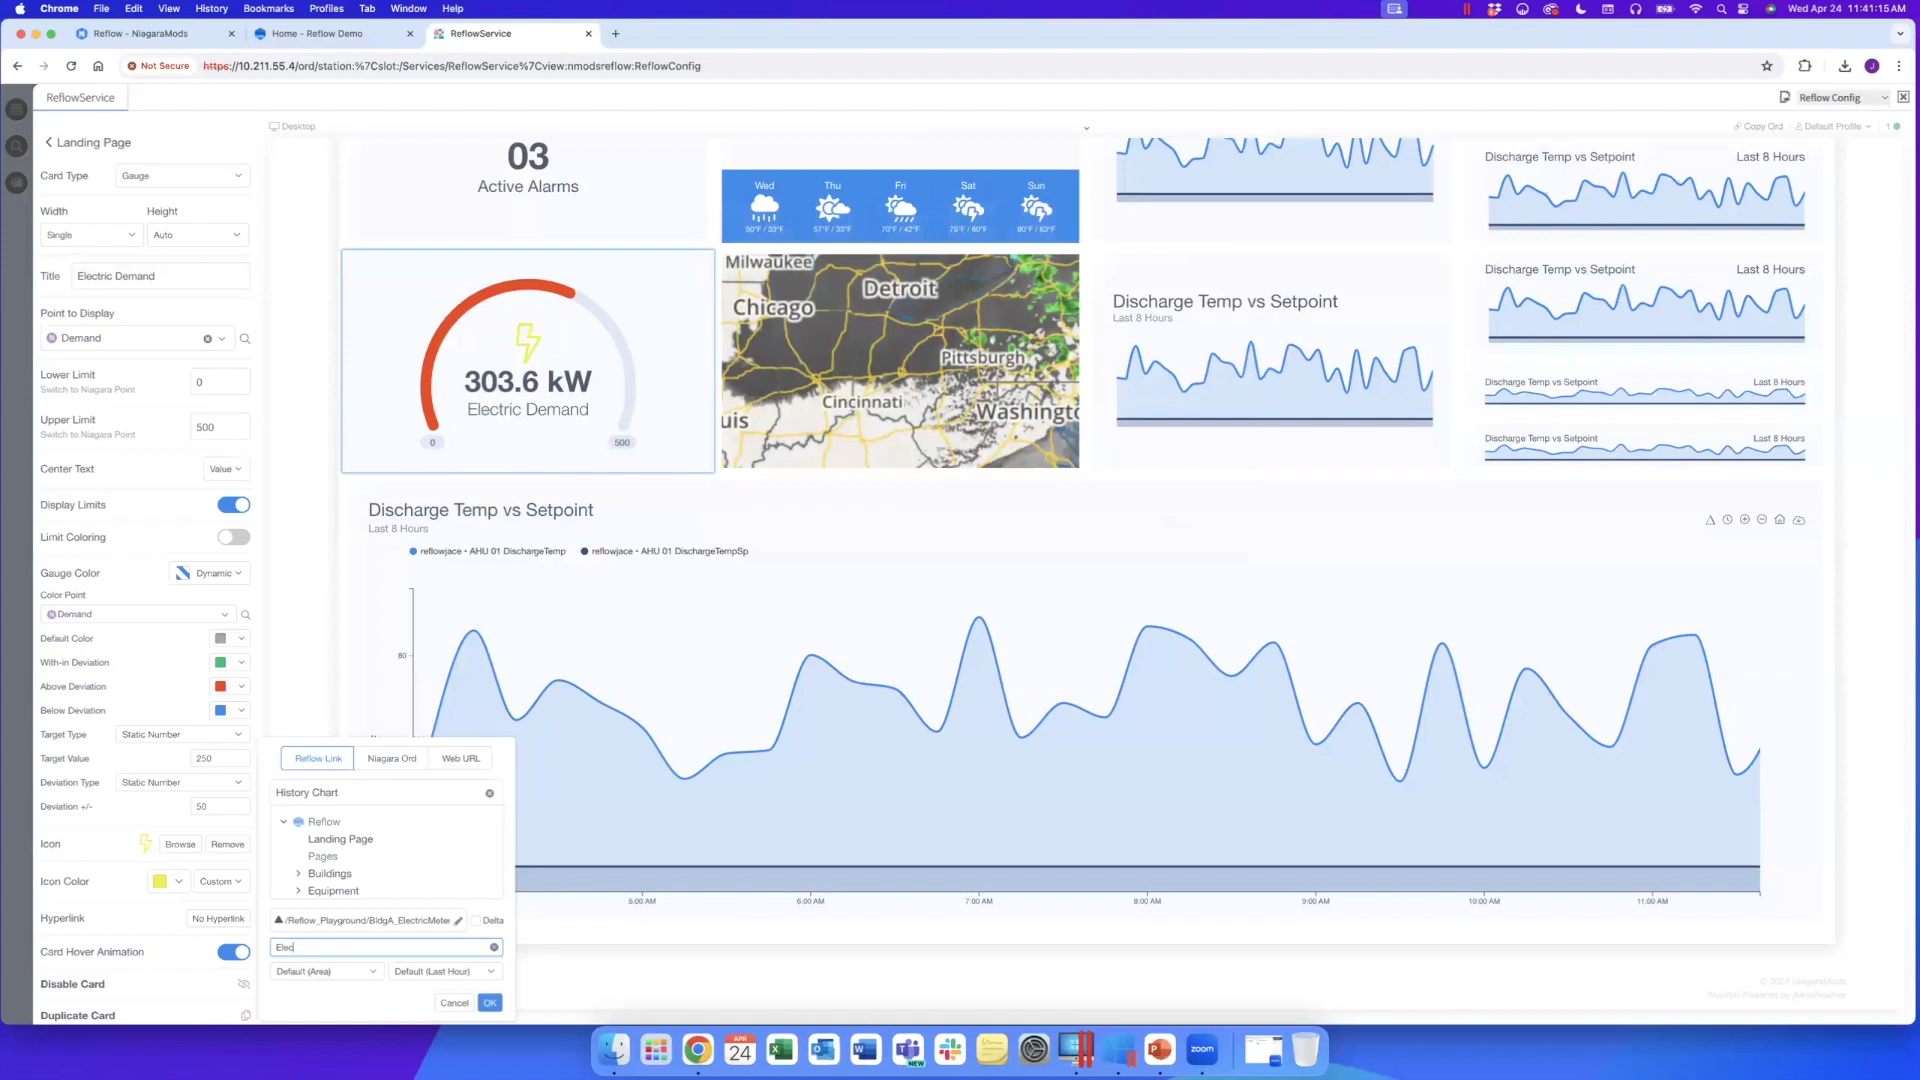 Chrome File Edit View History Bookmarks Profiles Tab Window Help Wed Apr 24 11:41:15 AM
Reflow - NiagaraMods Home - Reflow Demo ReflowService
Not Secure https://10.211.55.4/ord/station:%7Cslot:/Services/ReflowService%7Cview:nmodsreflow:ReflowConfig
ReflowService Reflow Config
Desktop Copy Ord Default Profile 1
Landing Page
Card Type Gauge
Width Height
Single Auto
Title Electric Demand
Point to Display
Demand
Lower Limit 0
Switch to Niagara Point
Upper Limit 500
Switch to Niagara Point
Center Text Value
Display Limits
Limit Coloring
Gauge Color Dynamic
Color Point
Demand
Default Color
With-in Deviation
Above Deviation
Below Deviation
Target Type Static Number
Target Value 250
Deviation Type Static Number
Deviation +/- 50
Icon Browse Remove
Icon Color Custom
Hyperlink No Hyperlink
Card Hover Animation
Disable Card
Duplicate Card
03
Active Alarms
Wed Thu Fri Sat Sun
50°F / 33°F 57°F / 33°F 70°F / 42°F 75°F / 60°F 80°F / 63°F
303.6 kW
Electric Demand
0 500
Milwaukee
Chicago Detroit
Pittsburgh
Cincinnati
uis Washingto
Discharge Temp vs Setpoint
Last 8 Hours
Discharge Temp vs Setpoint Last 8 Hours
Discharge Temp vs Setpoint Last 8 Hours
Discharge Temp vs Setpoint Last 8 Hours
Discharge Temp vs Setpoint Last 8 Hours
Discharge Temp vs Setpoint
Last 8 Hours
reflowjace • AHU 01 DischargeTemp reflowjace • AHU 01 DischargeTempSp
80
5:00 AM 6:00 AM 7:00 AM 8:00 AM 9:00 AM 10:00 AM 11:00 AM
Reflow Link Niagara Ord Web URL
History Chart
Reflow
Landing Page
Pages
Buildings
Equipment
/Reflow_Playground/BldgA_ElectricMeter Delta
Elec
Default (Area) Default (Last Hour)
Cancel OK
© 2024 NiagaraMods
Weather Powered by AerisWeather
APR
24
NEW
zoom